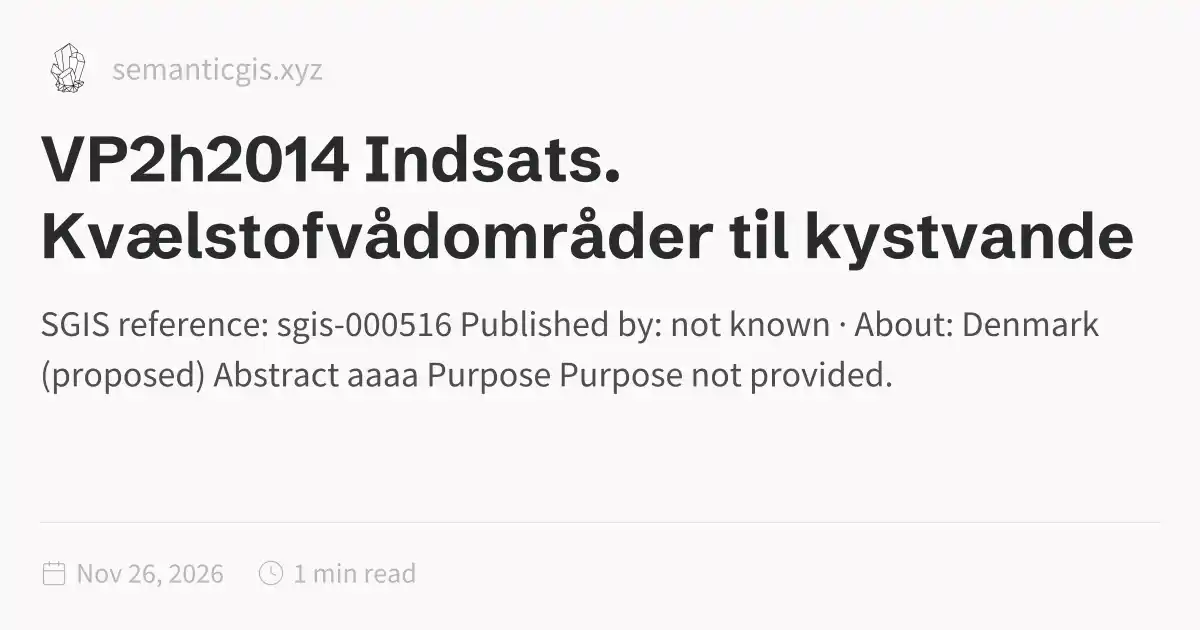 semanticgis.xyz
VP2h2014 Indsats.
Kvælstofvådområder til kystvande
SGIS reference: sgis-000516 Published by: not known · About: Denmark
(proposed) Abstract aaaa Purpose Purpose not provided.
Nov 26, 2026 1 min read